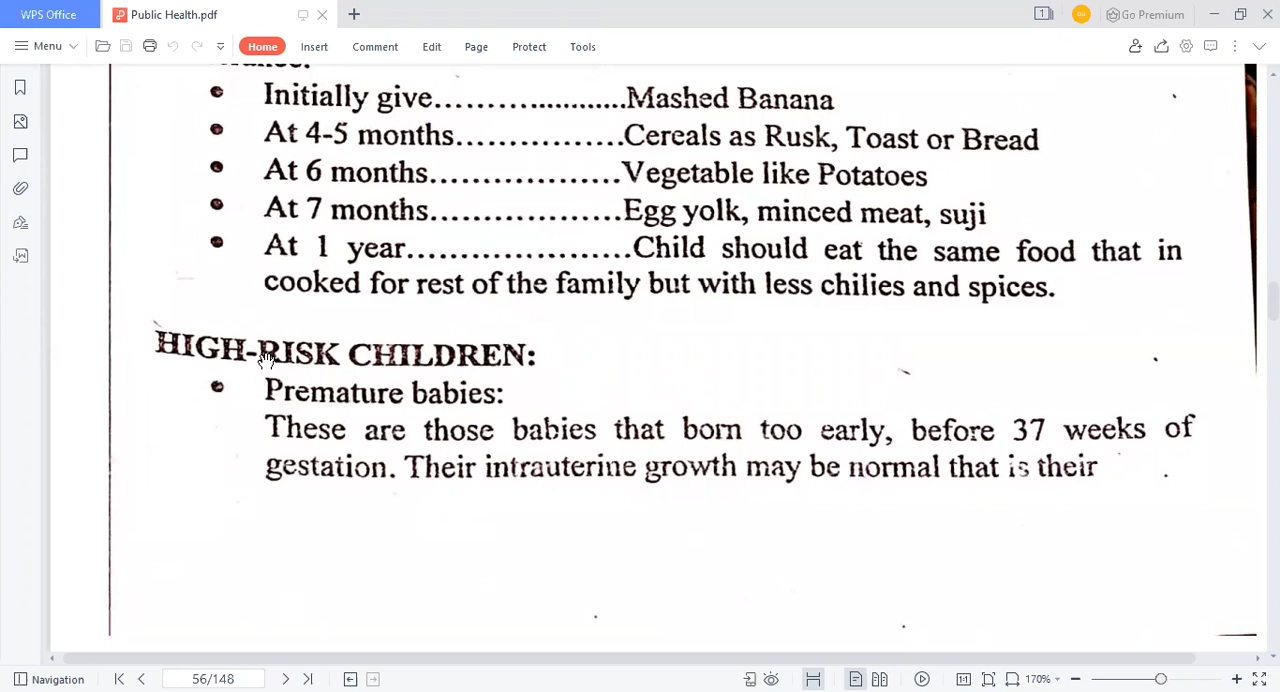 WPS Office
Public Health.pdf
1
Go Premium
Menu
Home
Insert
Comment
Edit
Page
Protect
Tools
Initially give.......................Mashed Banana
At 4-5 months................Cereals as Rusk, Toast or Bread
At 6 months..................Vegetable like Potatoes
At 7 months..................Egg yolk, minced meat, suji
At 1 year.....................Child should eat the same food that in
cooked for rest of the family but with less chilies and spices.
HIGH-RISK CHILDREN:
Premature babies:
These are those babies that born too early, before 37 weeks of
gestation. Their intrauterine growth may be normal that is their
Navigation
56/148
1:1
170%